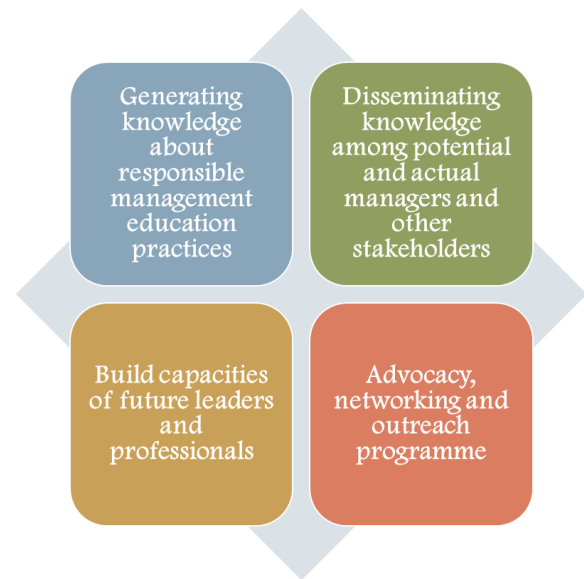 Generating
knowledge
about
responsible
management
education
practices
Disseminating
knowledge
among potential
and actual
managers and
other
stakeholders
Build capacities
of future leaders
and
professionals
Advocacy,
networking and
outreach
programme